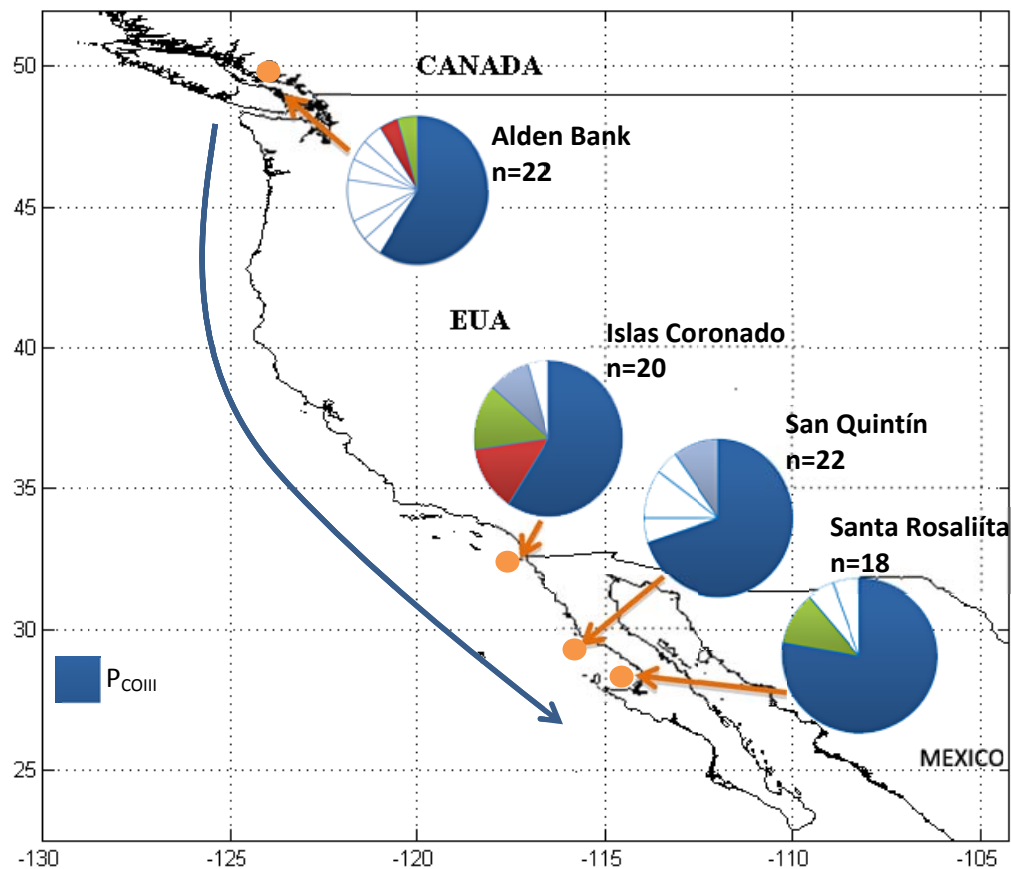 50
CANADA
Alden Bank
n=22
45
EUA
Islas Coronado
n=20
40
San Quintín
n=22
35
Santa Rosaliíta
n=18
30
PCOIII
25
MEXICO
-130
-125
-120
-115
-110
-105